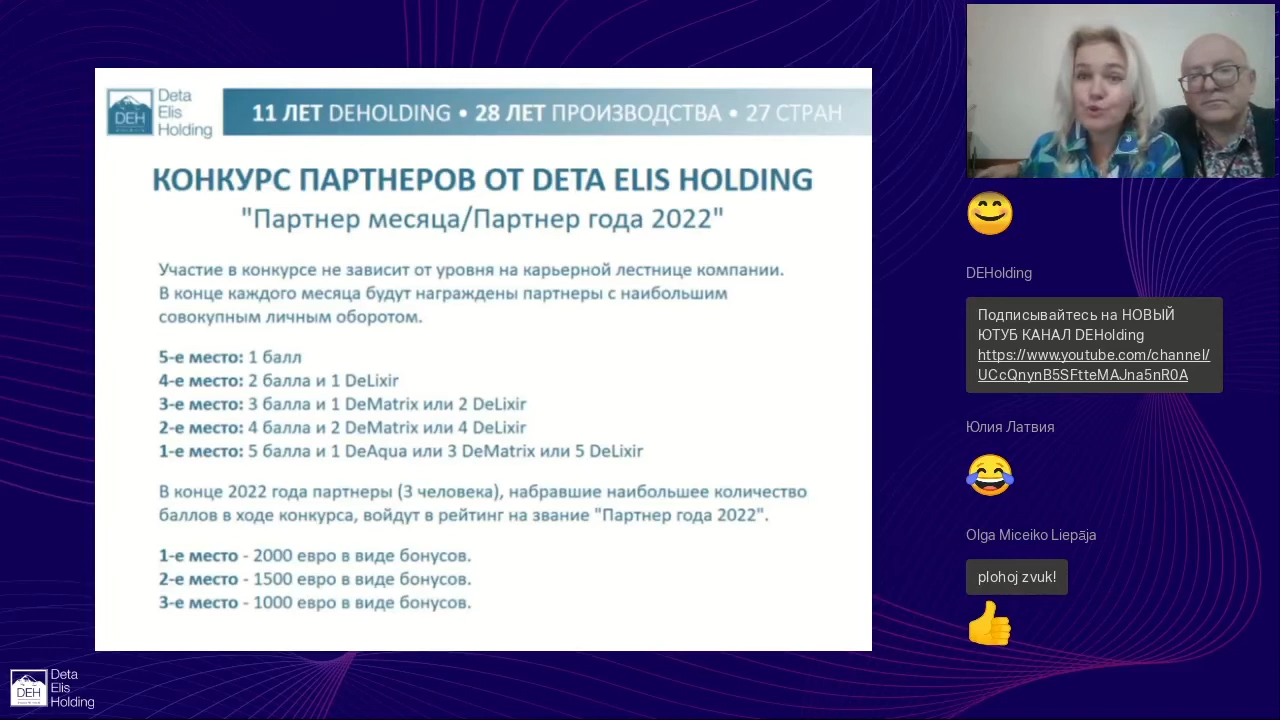 Deta
Elis
Holding
DEH
11 ЛЕТ DEHOLDING • 28 ЛЕТ ПРОИЗВОДСТВА • 27 СТРАН
КОНКУРС ПАРТНЕРОВ ОТ DETA ELIS HOLDING
"Партнер месяца/Партнер года 2022"
Участие в конкурсе не зависит от уровня на карьерной лестнице компании.
В конце каждого месяца будут награждены партнеры с наибольшим
совокупным личным оборотом.
5-е место: 1 балл
4-е место: 2 балла и 1 DeLixir
3-е место: 3 балла и 1 DeMatrix или 2 DeLixir
2-е место: 4 балла и 2 DeMatrix или 4 DeLixir
1-е место: 5 балла и 1 DeAqua или 3 DeMatrix или 5 DeLixir
В конце 2022 года партнеры (3 человека), набравшие наибольшее количество
баллов в ходе конкурса, войдут в рейтинг на звание "Партнер года 2022".
1-е место - 2000 евро в виде бонусов.
2-е место - 1500 евро в виде бонусов.
3-е место - 1000 евро в виде бонусов.
DEHolding
Подписывайтесь на НОВЫЙ
ЮТУБ КАНАЛ DEHolding
https://www.youtube.com/channel/
UCcQnynB5SFtteMAJna5nR0A
Юлия Латвия
Olga Miceiko Liepāja
plohoj zvuk!
DEH
Deta
Elis
Holding